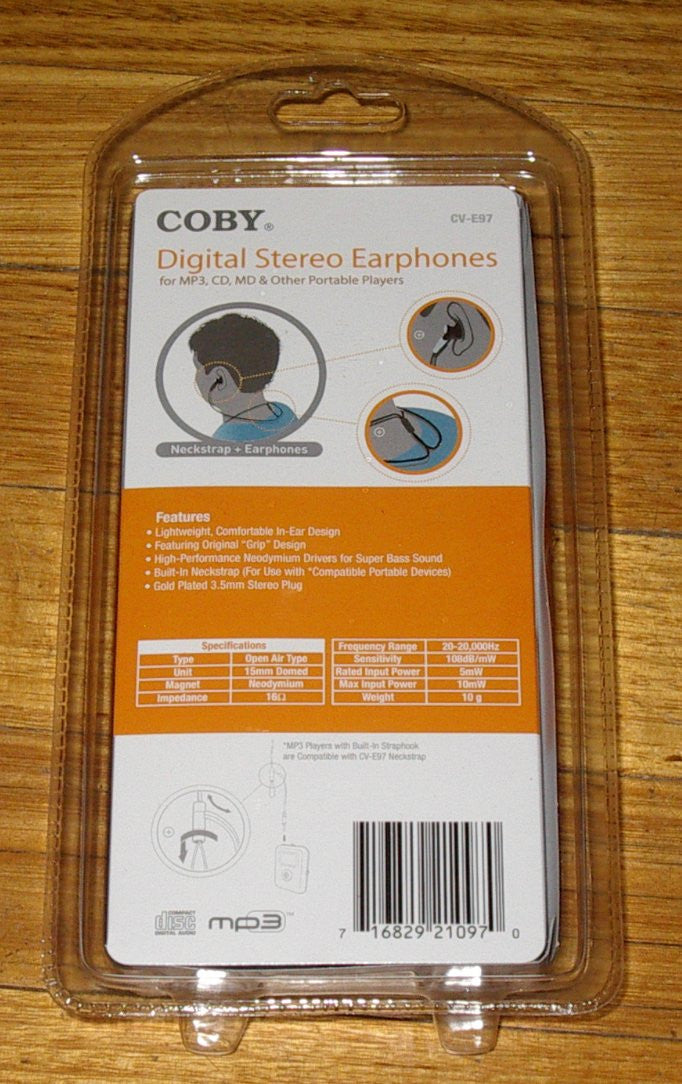 COBY®
CV-E97
Digital Stereo Earphones
for MP3, CD, MD & Other Portable Players
Neckstrap + Earphones
Features
• Lightweight, Comfortable In-Ear Design
• Featuring Original "Grip" Design
• High-Performance Neodymium Drivers for Super Bass Sound
• Built-In Neckstrap (For Use with *Compatible Portable Devices)
• Gold Plated 3.5mm Stereo Plug
Specifications
Type Open Air Type
Unit 15mm Domed
Magnet Neodymium
Impedance 16Ω
Frequency Range 20-20,000Hz
Sensitivity 108dB/mW
Rated Input Power 5mW
Max Input Power 10mW
Weight 10 g
*MP3 Players with Built-In Straphook
are Compatible with CV-E97 Neckstrap
COMPACT
disc
DIGITAL AUDIO
mp3™
7 16829 21097 0